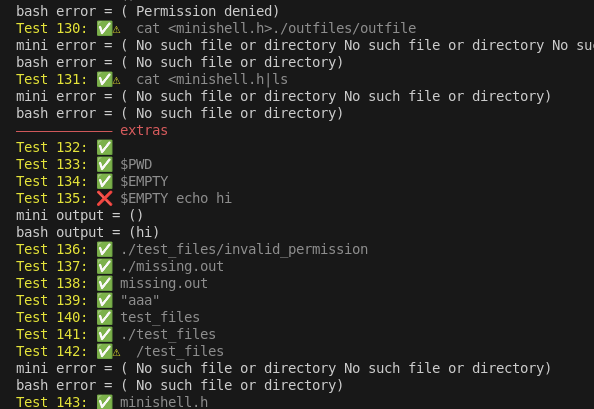 bash error = ( Permission denied)
Test 130: ✅⚠ cat <minishell.h>./outfiles/outfile
mini error = ( No such file or directory No such file or directory No su
bash error = ( No such file or directory)
Test 131: ✅⚠ cat <minishell.h|ls
mini error = ( No such file or directory No such file or directory)
bash error = ( No such file or directory)
———————————— extras
Test 132: ✅
Test 133: ✅ $PWD
Test 134: ✅ $EMPTY
Test 135: ❌ $EMPTY echo hi
mini output = ()
bash output = (hi)
Test 136: ✅ ./test_files/invalid_permission
Test 137: ✅ ./missing.out
Test 138: ✅ missing.out
Test 139: ✅ "aaa"
Test 140: ✅ test_files
Test 141: ✅ ./test_files
Test 142: ✅⚠ /test_files
mini error = ( No such file or directory No such file or directory)
bash error = ( No such file or directory)
Test 143: ✅ minishell.h